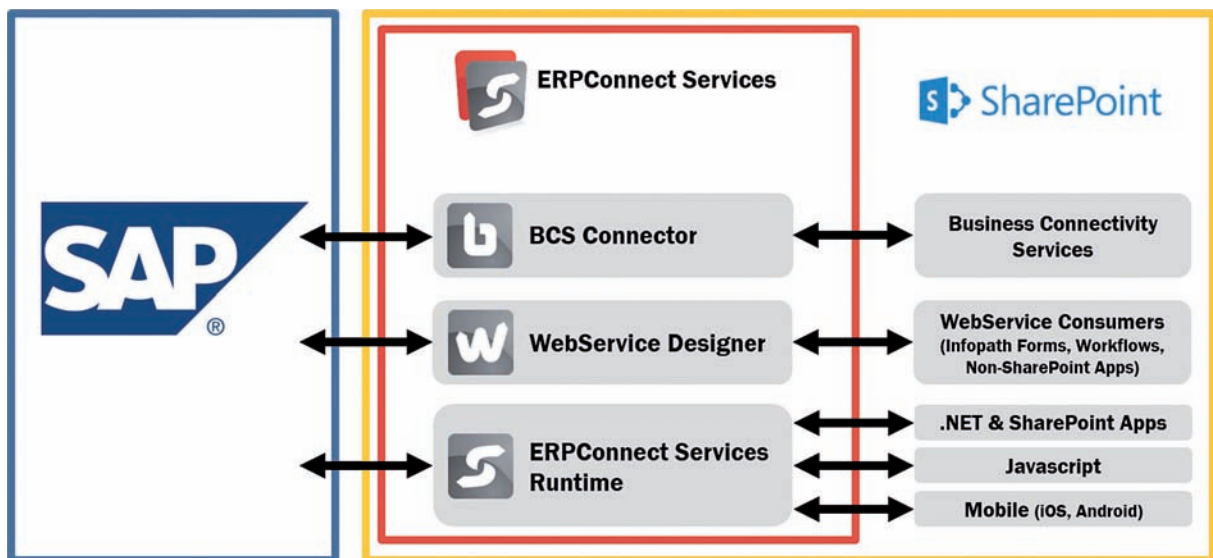 SAP
®
ERPConnect Services
S
SharePoint
b
BCS Connector
Business Connectivity
Services
w
WebService Designer
WebService Consumers
(Infopath Forms, Workflows,
Non-SharePoint Apps)
S
ERPConnect Services
Runtime
.NET & SharePoint Apps
Javascript
Mobile (iOS, Android)